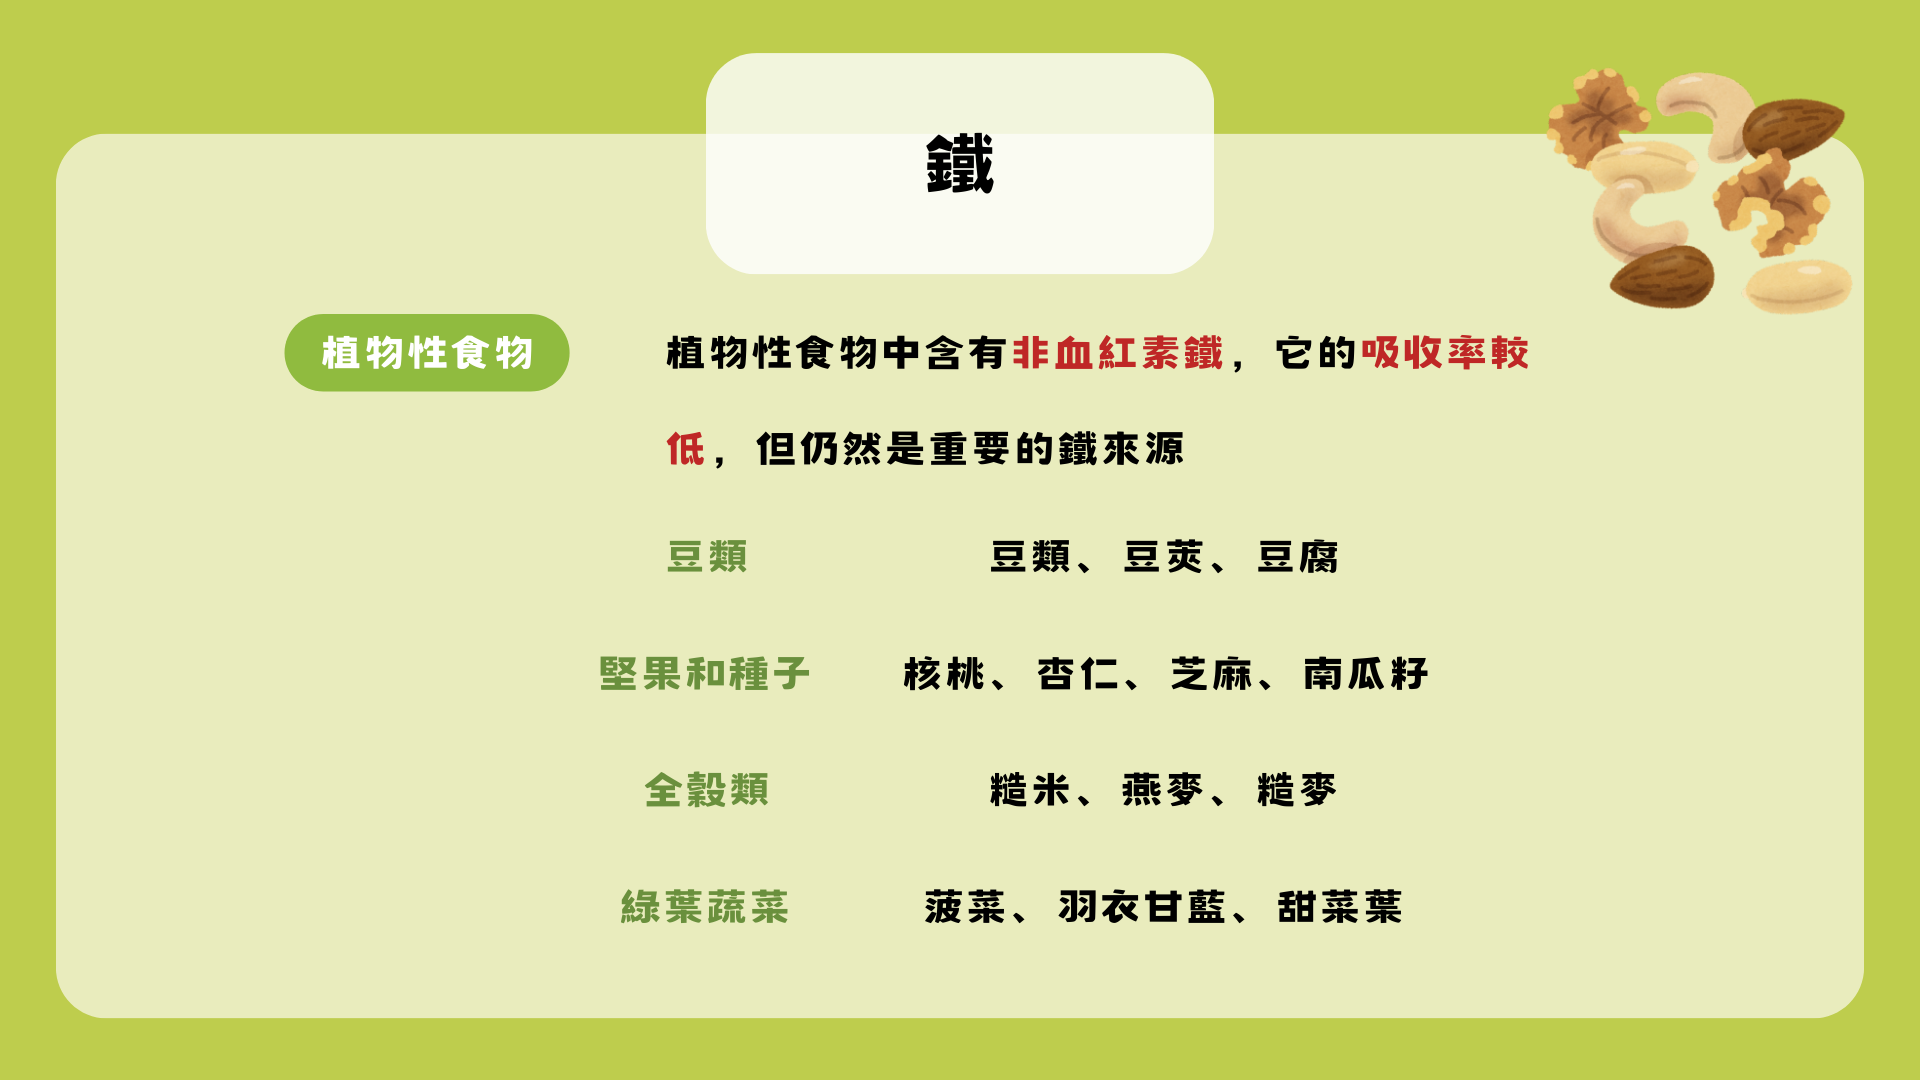 鐵
植物性食物
植物性食物中含有非血紅素鐵，它的吸收率較
低，但仍然是重要的鐵來源
豆類
豆類、豆莢、豆腐
堅果和種子
核桃、杏仁、芝麻、南瓜籽
全穀類
糙米、燕麥、糙麥
綠葉蔬菜
菠菜、羽衣甘藍、甜菜葉